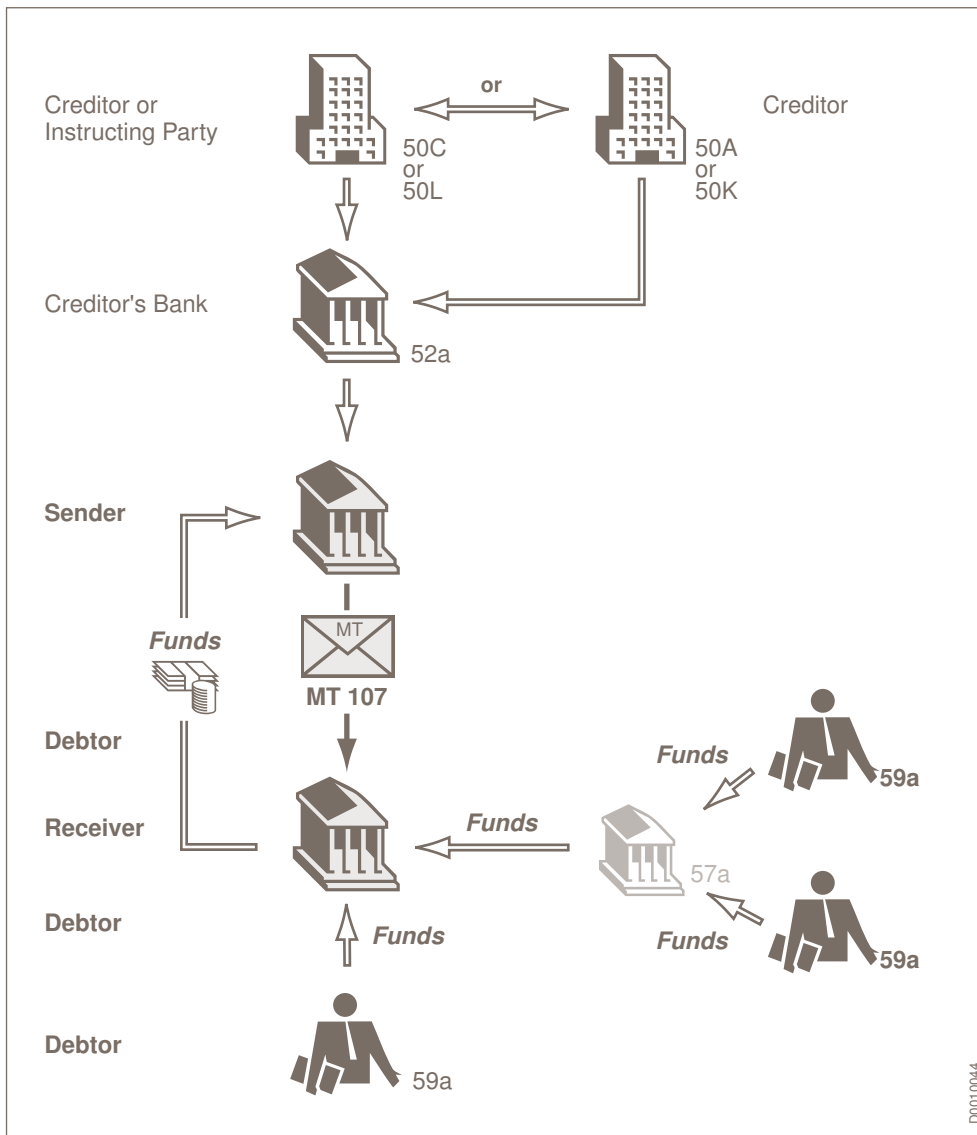 or
Creditor or
Instructing Party
Creditor
50C
or
50L
50A
or
50K
Creditor's Bank
52a
Sender
Funds
MT
MT 107
Debtor
Funds
59a
Receiver
Funds
57a
Debtor
Funds
Funds
59a
Debtor
59a
D0010044